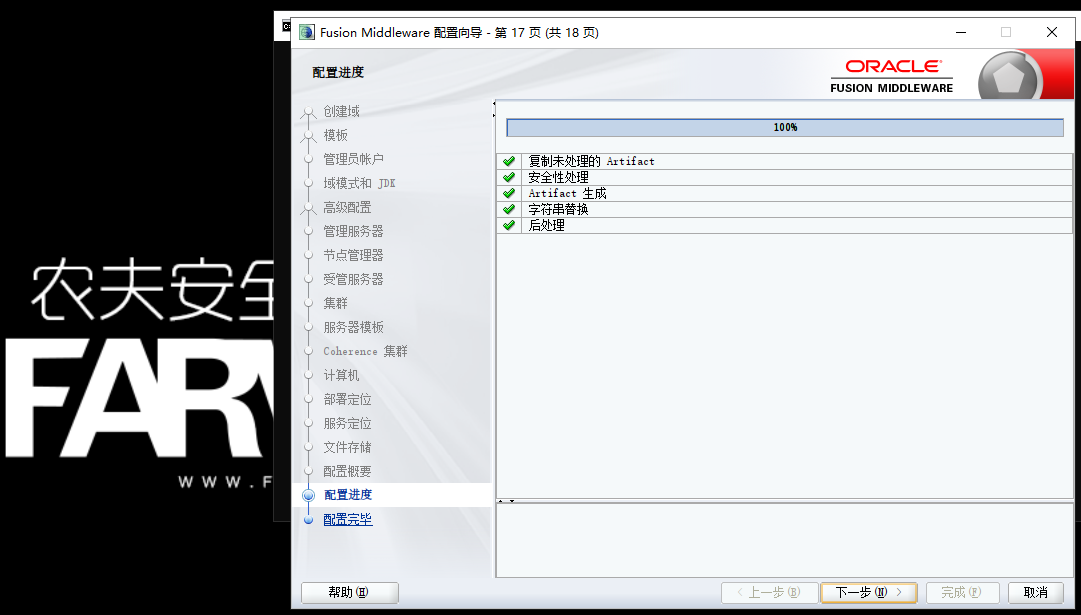 Fusion Middleware 配置向导 - 第 17 页 (共 18 页)
配置进度
ORACLE
FUSION MIDDLEWARE
创建域
模板
管理员帐户
域模式和 JDK
高级配置
管理服务器
节点管理器
受管服务器
集群
服务器模板
Coherence 集群
计算机
部署定位
服务定位
文件存储
配置概要
配置进度
配置完毕
100%
复制未处理的 Artifact
安全性处理
Artifact 生成
字符串替换
后处理
农夫安全
FARM
WWW.F
帮助(H)
< 上一步(B)
下一步(N) >
完成(F)
取消